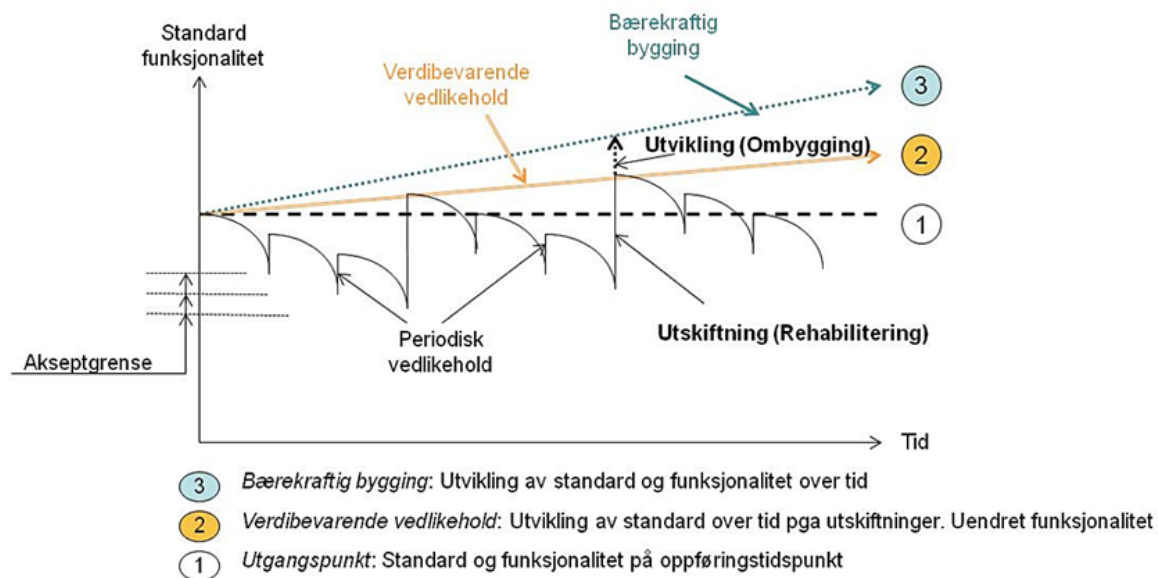 Standard
funksjonalitet
Bærekraftig
bygging
Verdibevarende
vedlikehold
3
Utvikling (Ombygging)
2
1
Periodisk
vedlikehold
Utskiftning (Rehabilitering)
Akseptgrense
Tid
3 Bærekraftig bygging: Utvikling av standard og funksjonalitet over tid
2 Verdibevarende vedlikehold: Utvikling av standard over tid pga utskiftninger. Uendret funksjonalitet
1 Utgangspunkt: Standard og funksjonalitet på oppføringstidspunkt